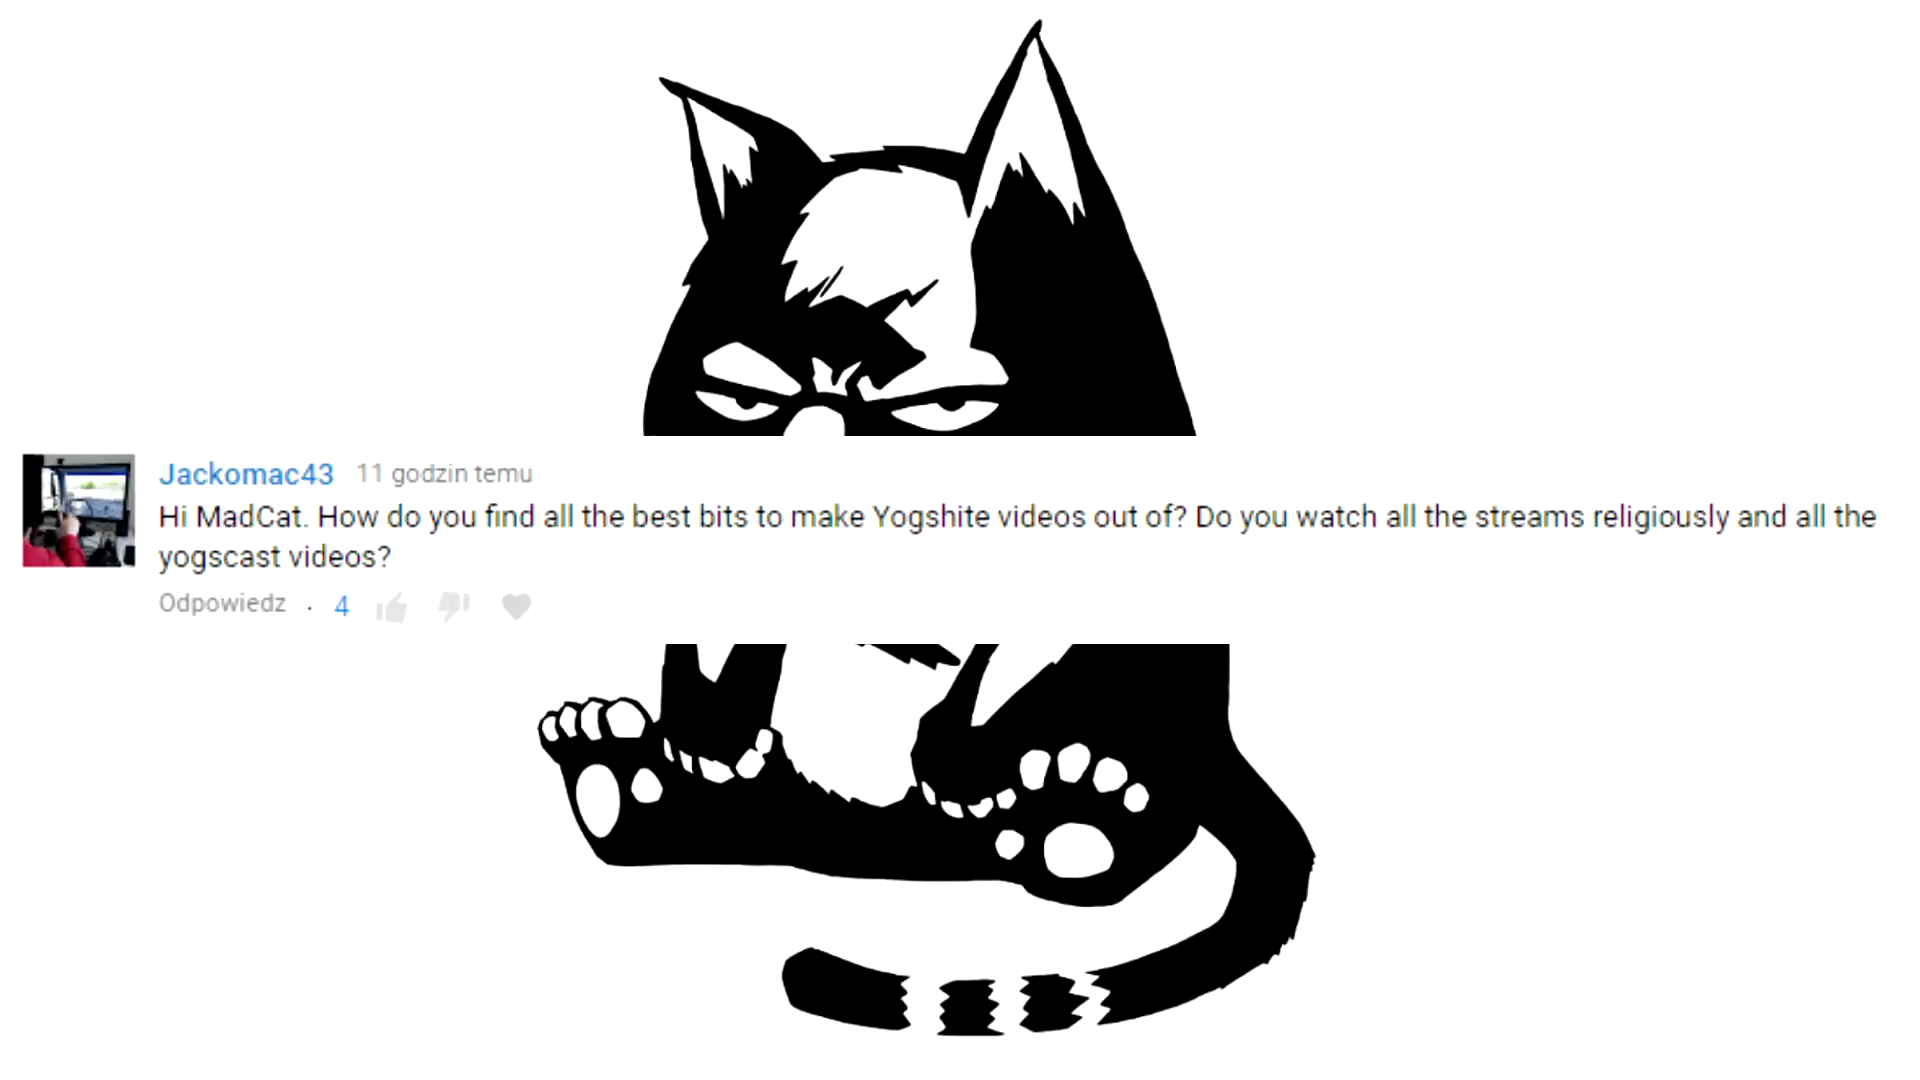 Jackomac43 11 godzin temu
Hi MadCat. How do you find all the best bits to make Yogshite videos out of? Do you watch all the streams religiously and all the
yogscast videos?
Odpowiedz · 4